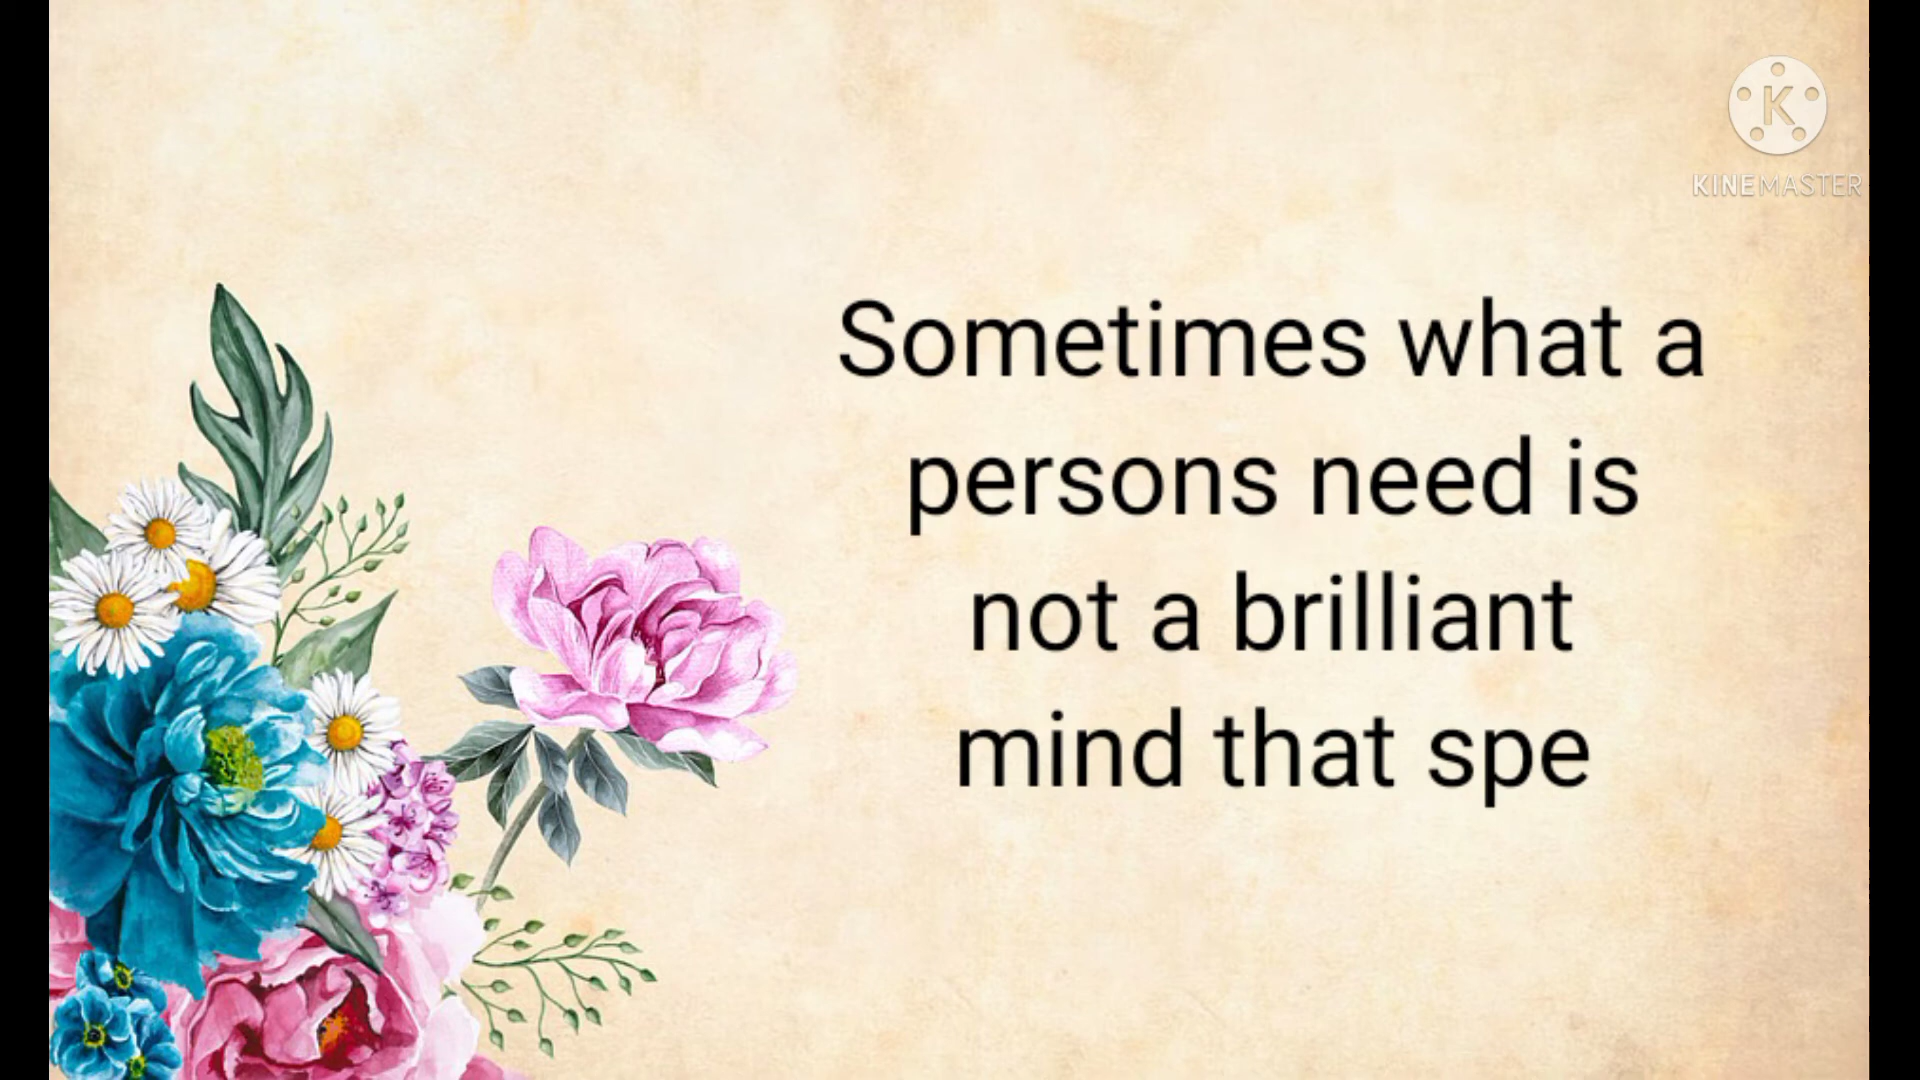 K
KINEMASTER
Sometimes what a
persons need is
not a brilliant
mind that spe